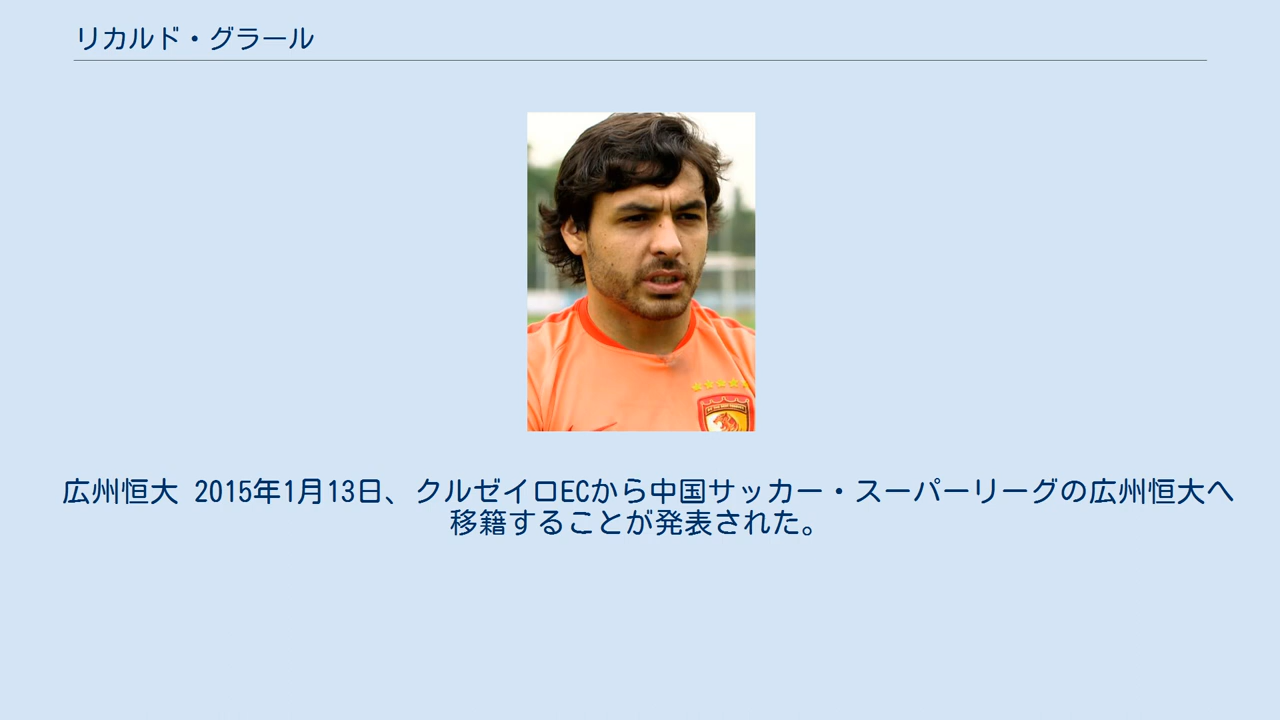 リカルド・グラール
広州恒大 2015年1月13日、クルゼイロECから中国サッカー・スーパーリーグの広州恒大へ
移籍することが発表された。